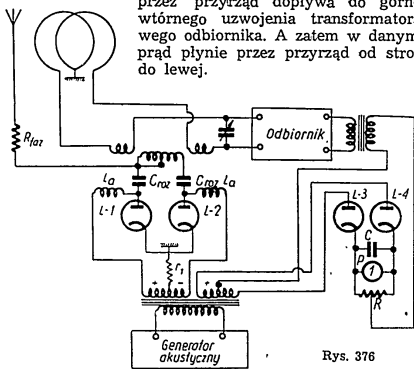 przez przyrząd dopływa do górn
wtórnego uzwojenia transformator
wego odbiornika. A zatem w danym
prąd płynie przez przyrząd od stro
do lewej.
Rfaz
Odbiornik
La
Croz
Croz
La
Ł-1
Ł-2
Ł-3
Ł-4
C
P
1
R
r1
+
-
+
Generator
akustyczny
Rys. 376